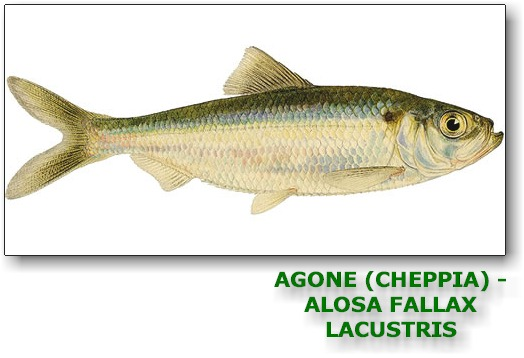 AGONE (CHEPPIA) -
ALOSA FALLAX
LACUSTRIS